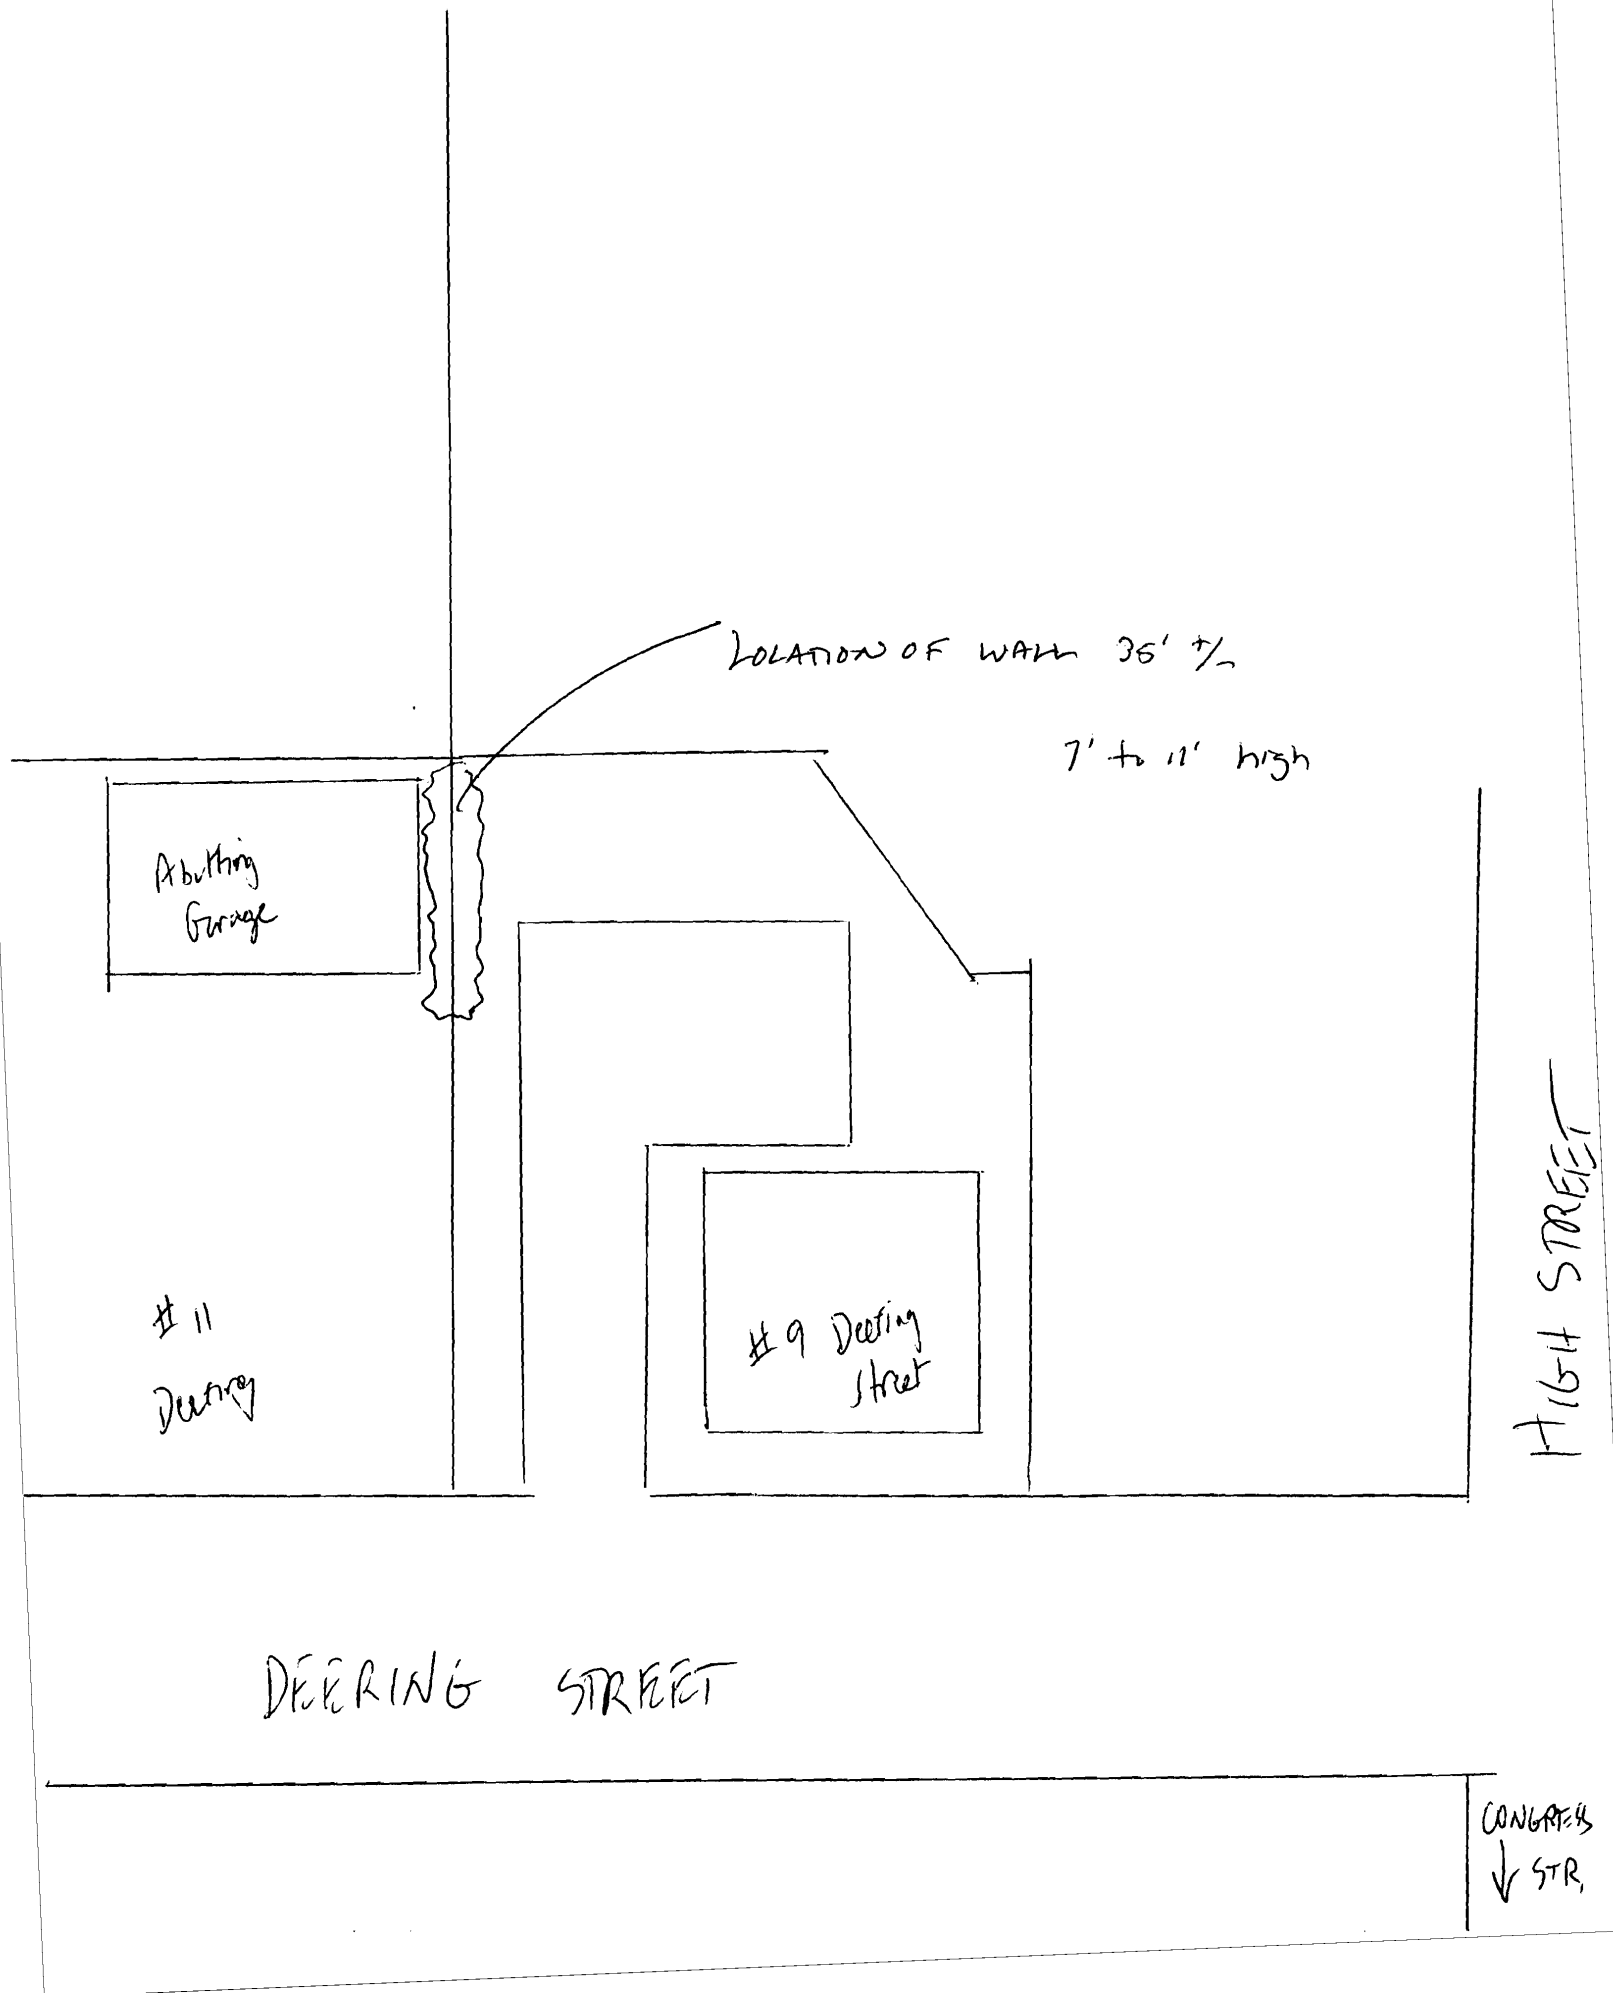 LOCATION OF WALL 35' +/-
7' to 11' high
Abutting
Garage
# 11
Deering
# 9 Deering
Street
HIGH STREET
DEERING STREET
CONGRESS
STR.